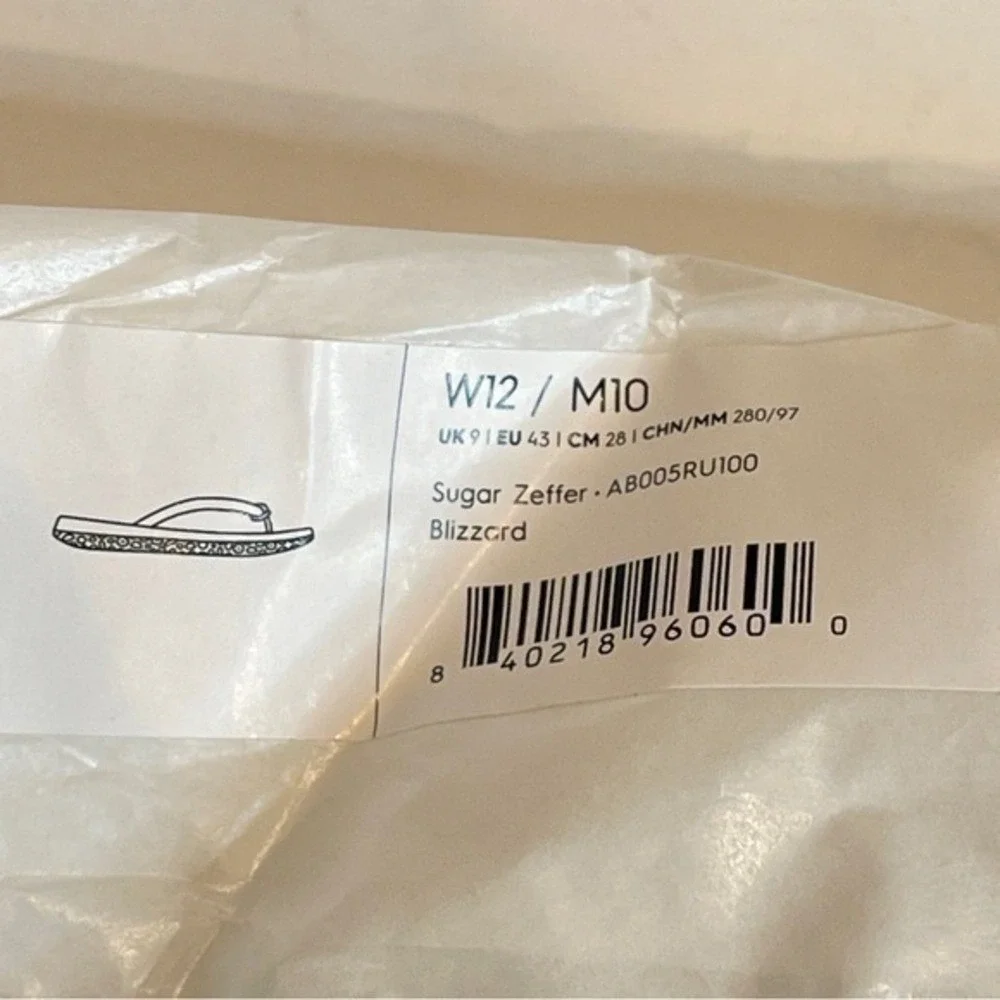 W12 / M10
UK 9 | EU 43 | CM 28 | CHN/MM 280/97
Sugar Zeffer • AB005RU100
Blizzard
8 40218 96060 0